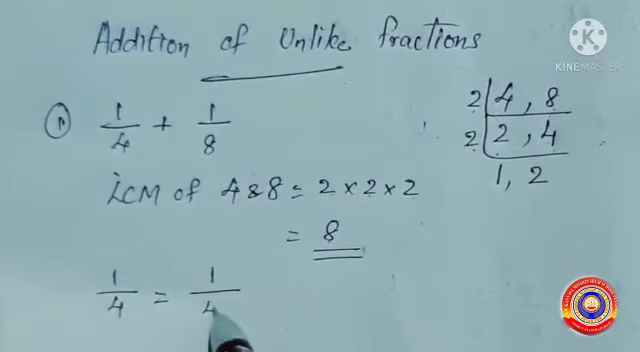 Addition of Unlike fractions
KINEMASTER
① 1/4 + 1/8
2 | 4 , 8
2 | 2 , 4
1 , 2
LCM of 4 & 8 = 2 × 2 × 2
= 8
1/4 = 1/4